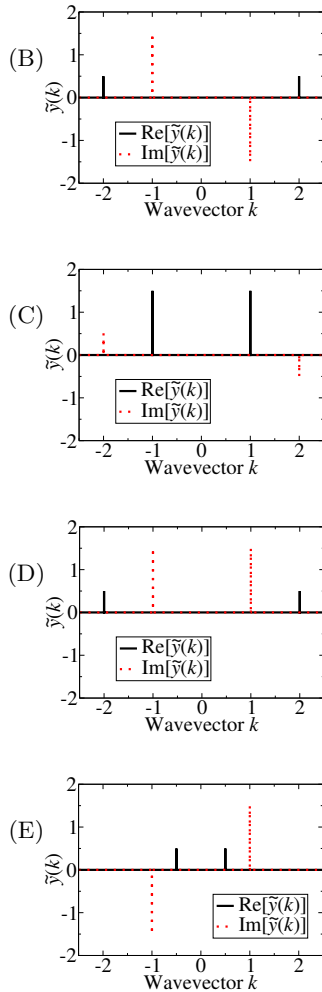 (B)
2
1
0
-1
-2
ỹ(k)
Re[ỹ(k)]
Im[ỹ(k)]
-2 -1 0 1 2
Wavevector k
(C)
2
1
0
-1
-2
ỹ(k)
Re[ỹ(k)]
Im[ỹ(k)]
-2 -1 0 1 2
Wavevector k
(D)
2
1
0
-1
-2
ỹ(k)
Re[ỹ(k)]
Im[ỹ(k)]
-2 -1 0 1 2
Wavevector k
(E)
2
1
0
-1
-2
ỹ(k)
Re[ỹ(k)]
Im[ỹ(k)]
-2 -1 0 1 2
Wavevector k